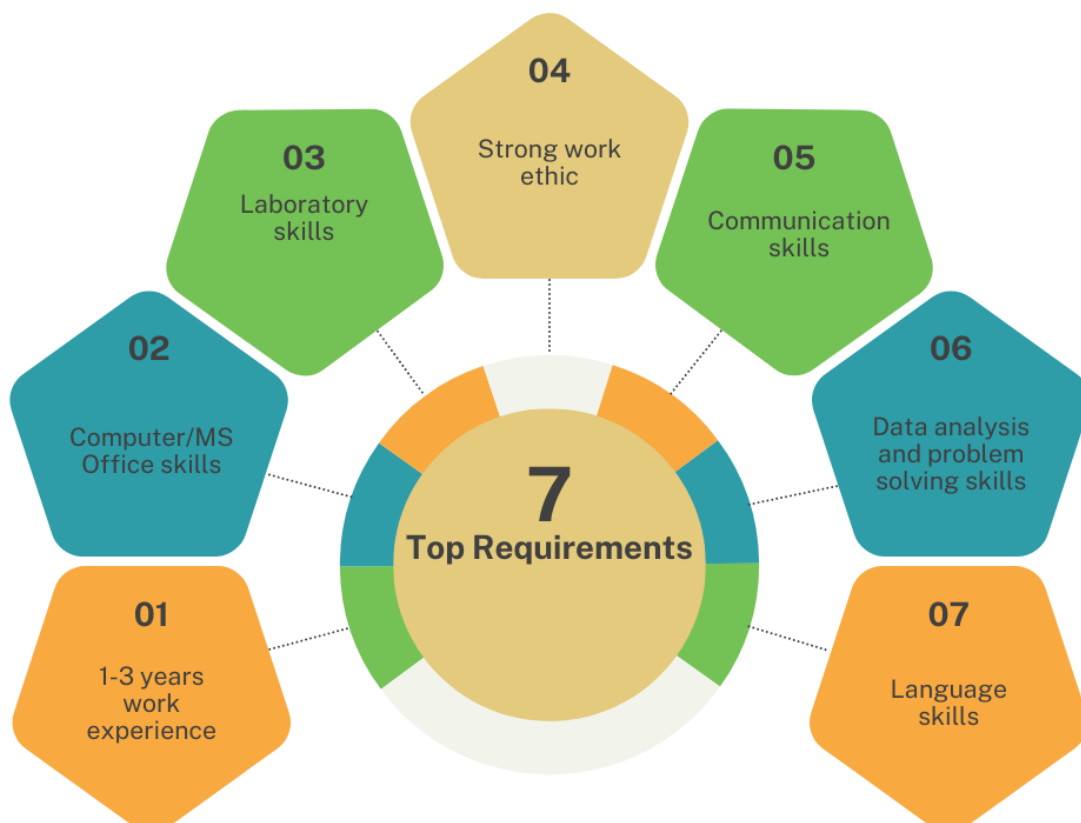 01
1-3 years
work
experience
02
Computer/MS
Office skills
03
Laboratory
skills
04
Strong work
ethic
05
Communication
skills
06
Data analysis
and problem
solving skills
07
Language
skills
7
Top Requirements